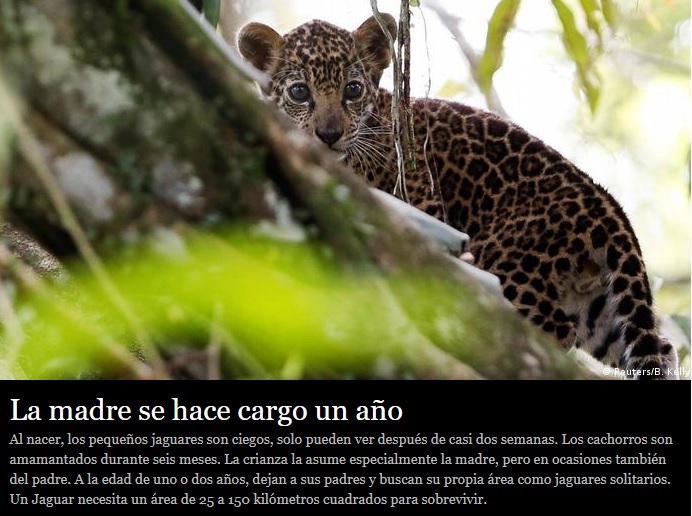 © Reuters/B. Kelly
La madre se hace cargo un año
Al nacer, los pequeños jaguares son ciegos, solo pueden ver después de casi dos semanas. Los cachorros son
amamantados durante seis meses. La crianza la asume especialmente la madre, pero en ocasiones también
del padre. A la edad de uno o dos años, dejan a sus padres y buscan su propia área como jaguares solitarios.
Un Jaguar necesita un área de 25 a 150 kilómetros cuadrados para sobrevivir.